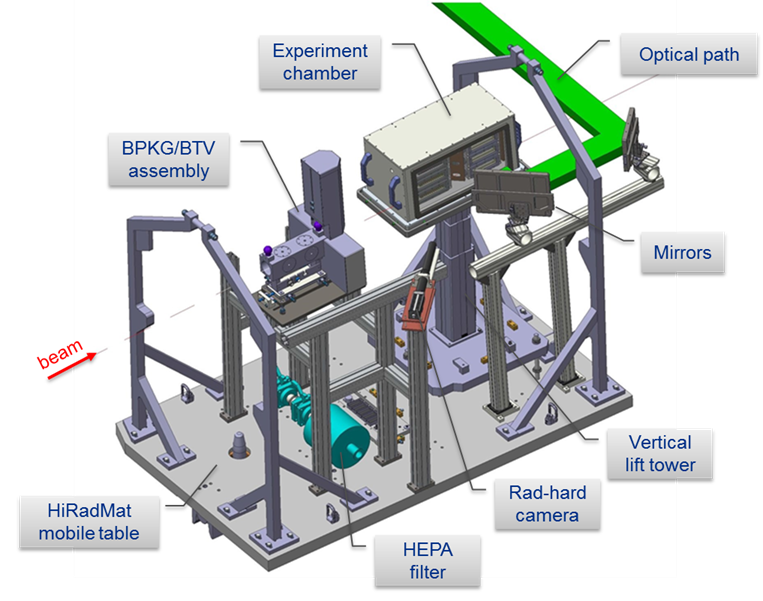 Experiment
chamber
Optical path
BPKG/BTV
assembly
Mirrors
beam
Vertical
lift tower
Rad-hard
camera
HiRadMat
mobile table
HEPA
filter